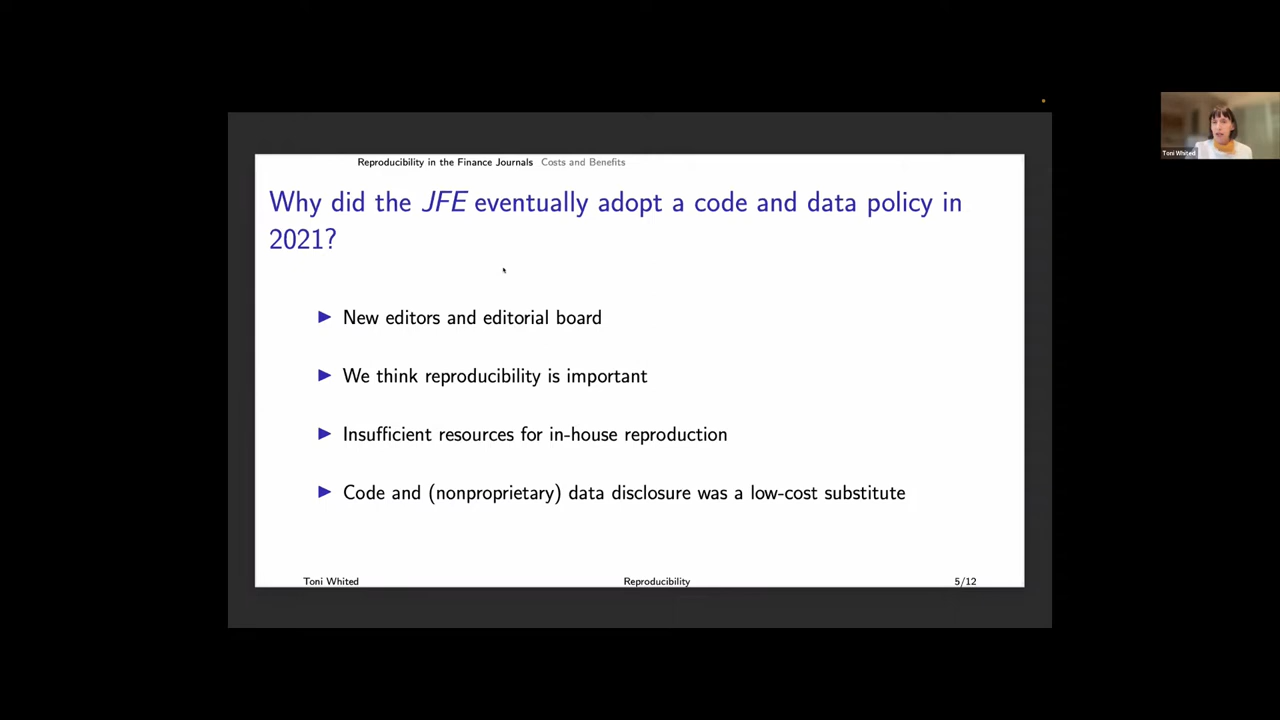 Reproducibility in the Finance Journals Costs and Benefits
Why did the JFE eventually adopt a code and data policy in
2021?
New editors and editorial board
We think reproducibility is important
Insufficient resources for in-house reproduction
Code and (nonproprietary) data disclosure was a low-cost substitute
Toni Whited Reproducibility 5/12
Toni Whited